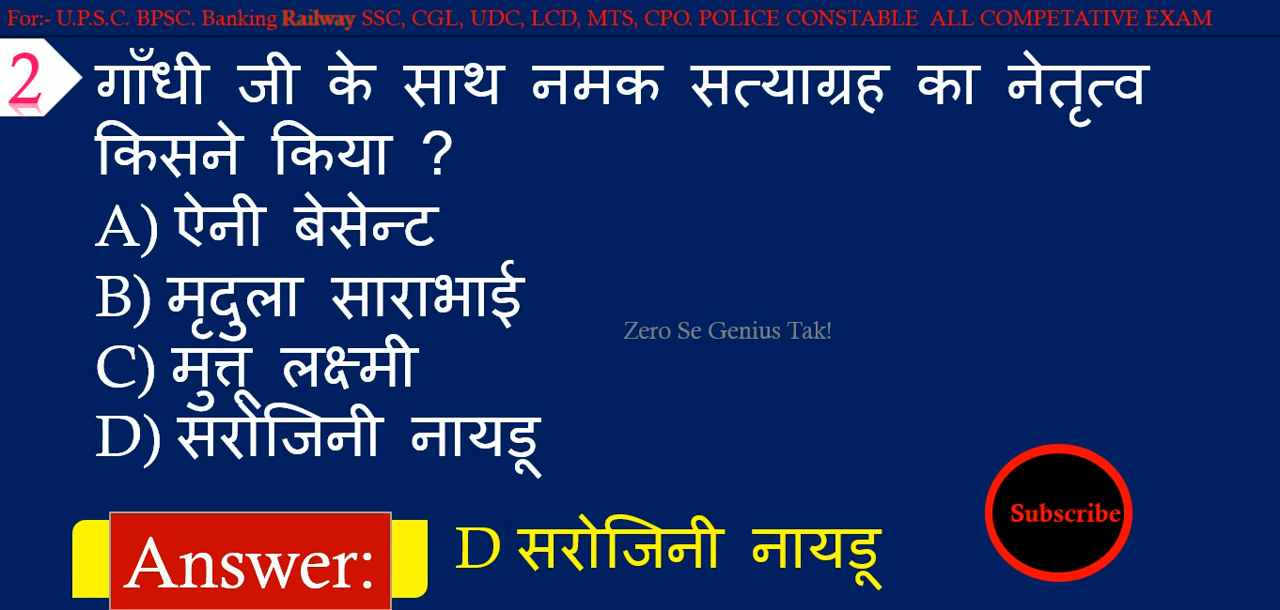 For:- U.P.S.C. BPSC. Banking Railway SSC, CGL, UDC, LCD, MTS, CPO. POLICE CONSTABLE ALL COMPETATIVE EXAM
2 गाँधी जी के साथ नमक सत्याग्रह का नेतृत्व
किसने किया ?
A) ऐनी बेसेन्ट
B) मृदुला साराभाई
Zero Se Genius Tak!
C) मुत्तू लक्ष्मी
D) सरोजिनी नायडू
Subscribe
Answer: D सरोजिनी नायडू